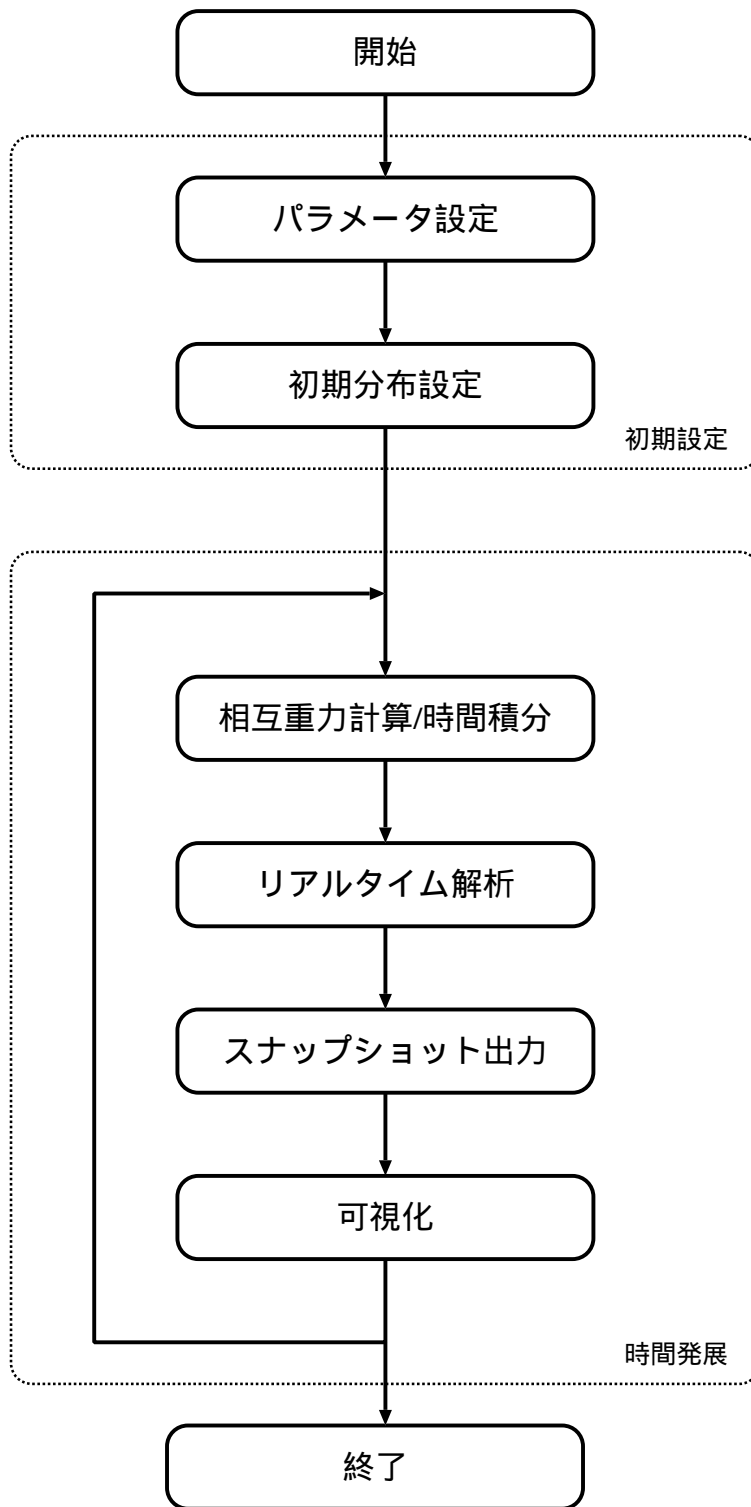 開始
パラメータ設定
初期分布設定
初期設定
相互重力計算/時間積分
リアルタイム解析
スナップショット出力
可視化
時間発展
終了